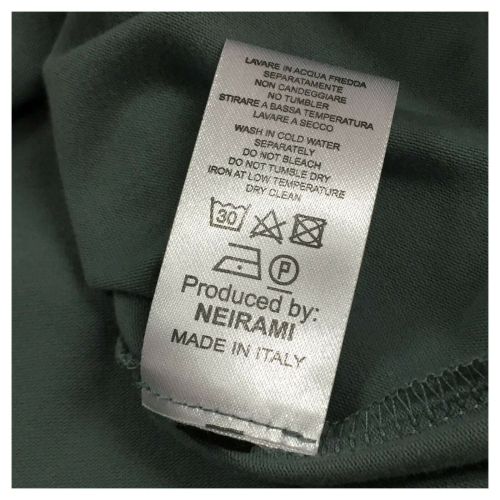 LAVARE IN ACQUA FREDDA
SEPARATAMENTE
NON CANDEGGIARE
NO TUMBLER
STIRARE A BASSA TEMPERATURA
LAVARE A SECCO
WASH IN COLD WATER
SEPARELY
DO NOT BLEACH
DO NOT TUMBLE DRY
IRON AT LOW TEMPERATURE
DRY CLEAN
30
P
Produced by:
NEIRAMI
MADE IN ITALY